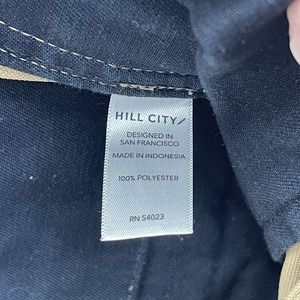 HILL CITY/
DESIGNED IN
SAN FRANCISCO
MADE IN INDONESIA
100% POLYESTER
RN 54023